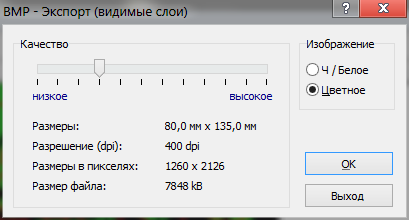 BMP - Экспорт (видимые слои)
Качество
низкое высокое
Размеры: 80,0 мм x 135,0 мм
Разрешение (dpi): 400 dpi
Размеры в пикселях: 1260 x 2126
Размер файла: 7848 kB
Изображение
Ч / Белое
Цветное
OK
Выход